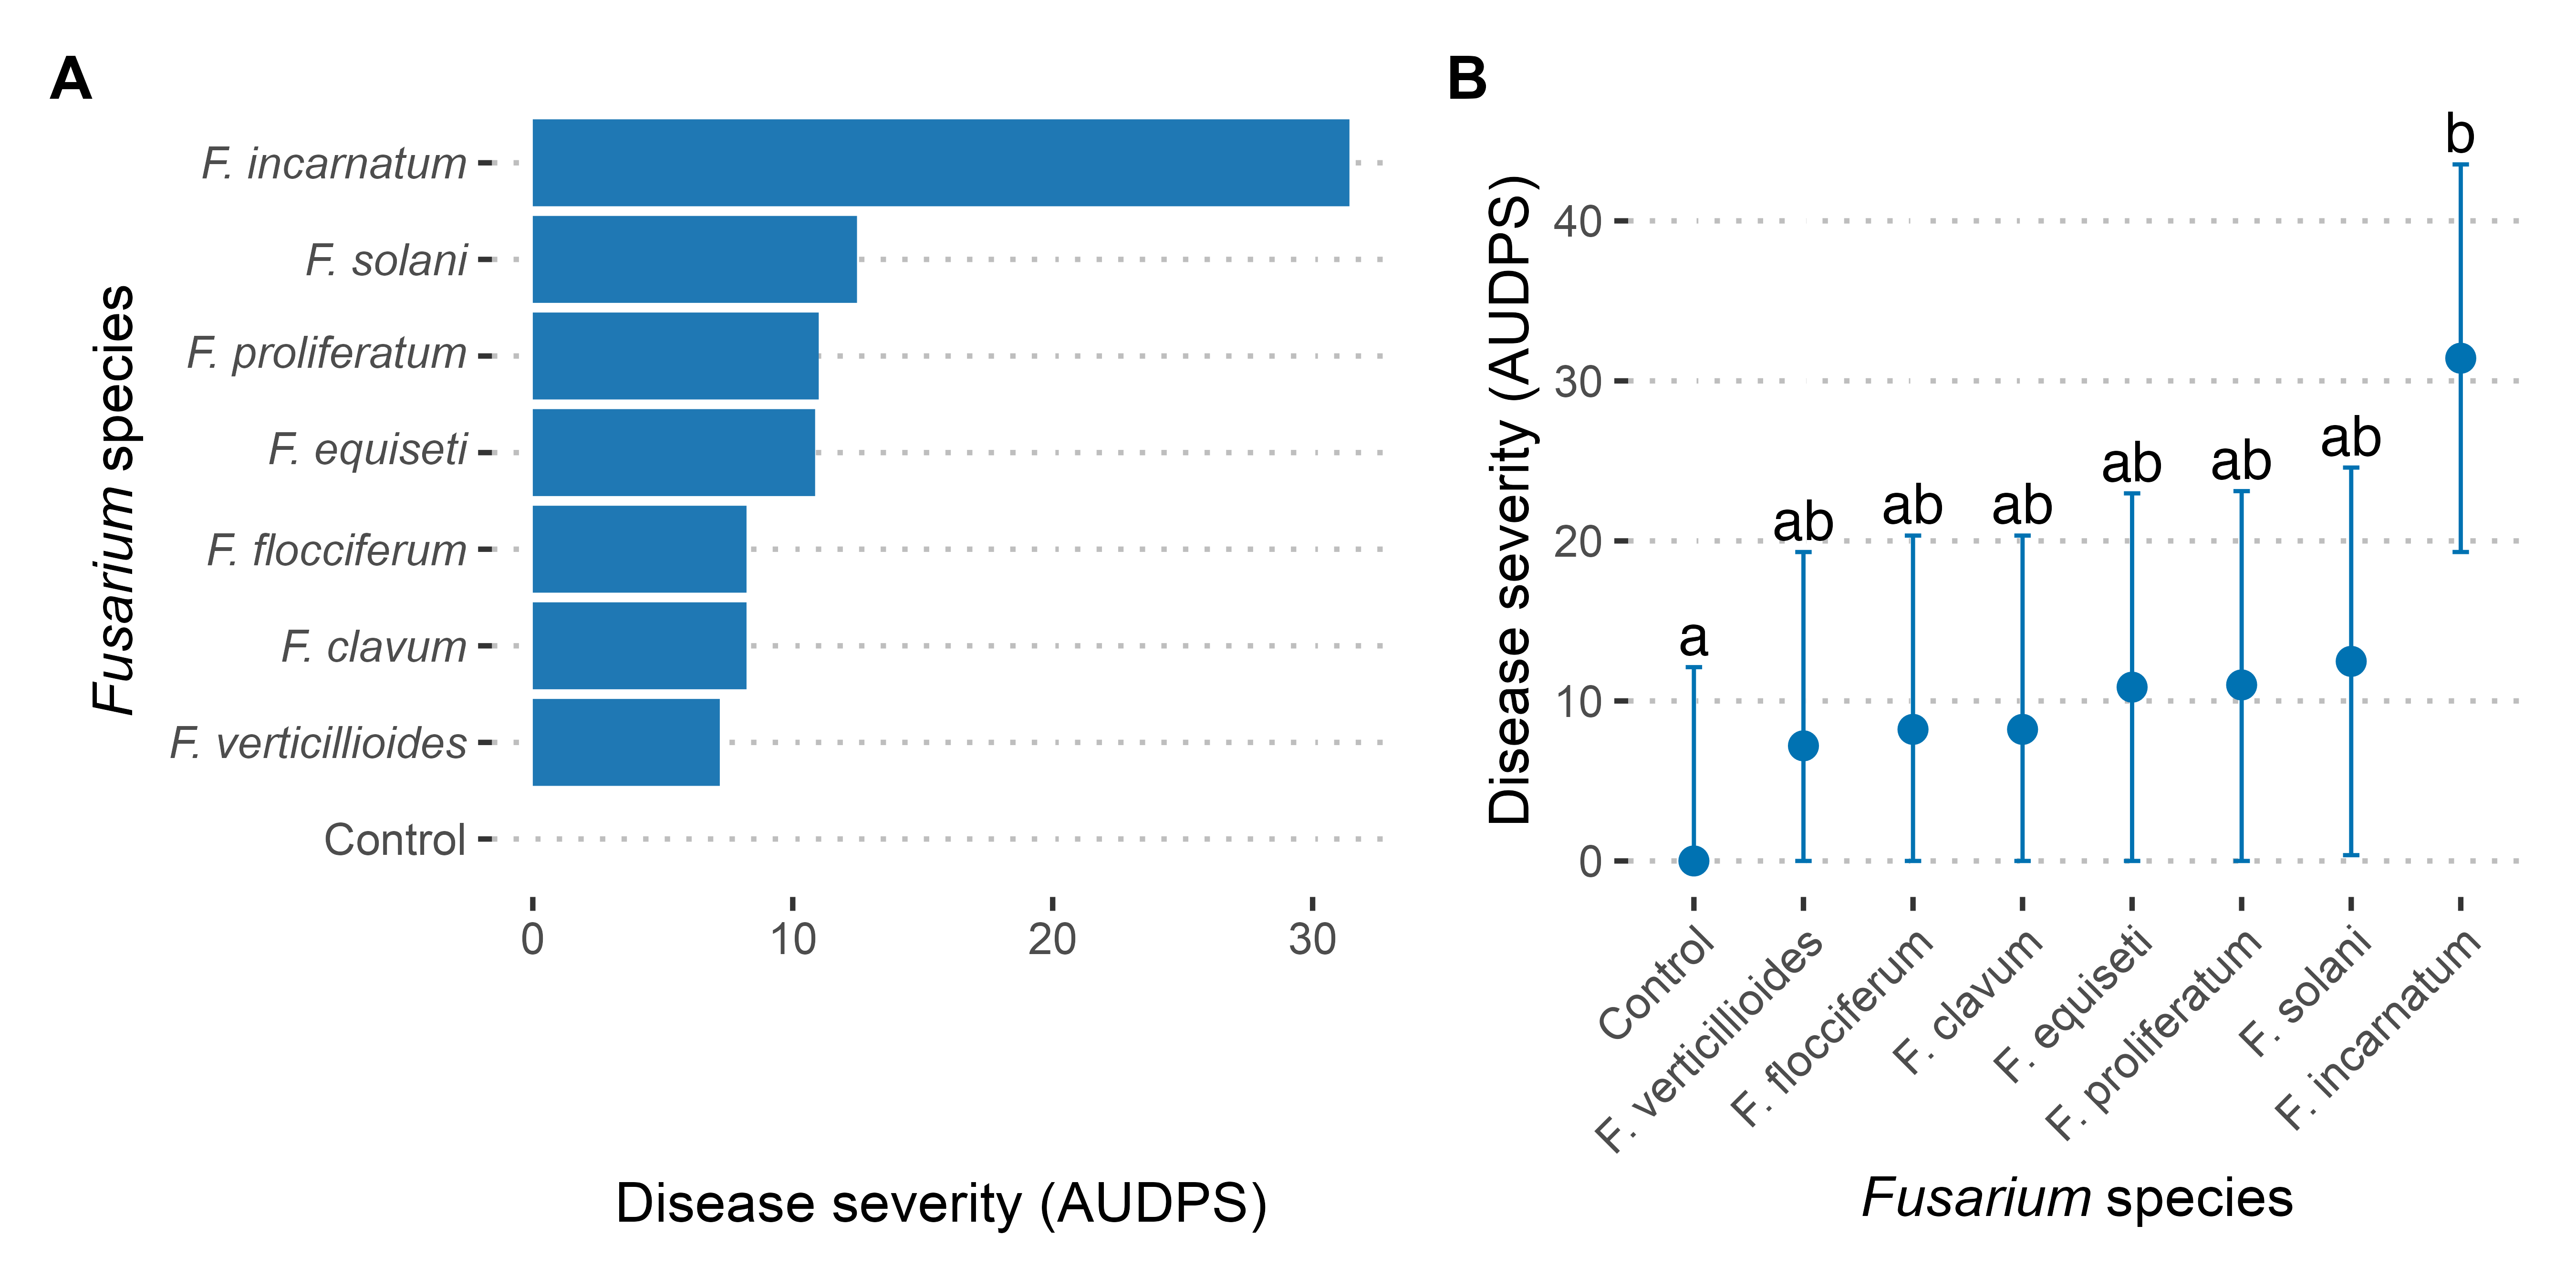 A
Fusarium species
F. incarnatum
F. solani
F. proliferatum
F. equiseti
F. flocciferum
F. clavum
F. verticillioides
Control
0 10 20 30
Disease severity (AUDPS)
B
Disease severity (AUDPS)
40
30
20
10
0
a ab ab ab ab ab ab b
Control
F. verticillioides
F. flocciferum
F. clavum
F. equiseti
F. proliferatum
F. solani
F. incarnatum
Fusarium species